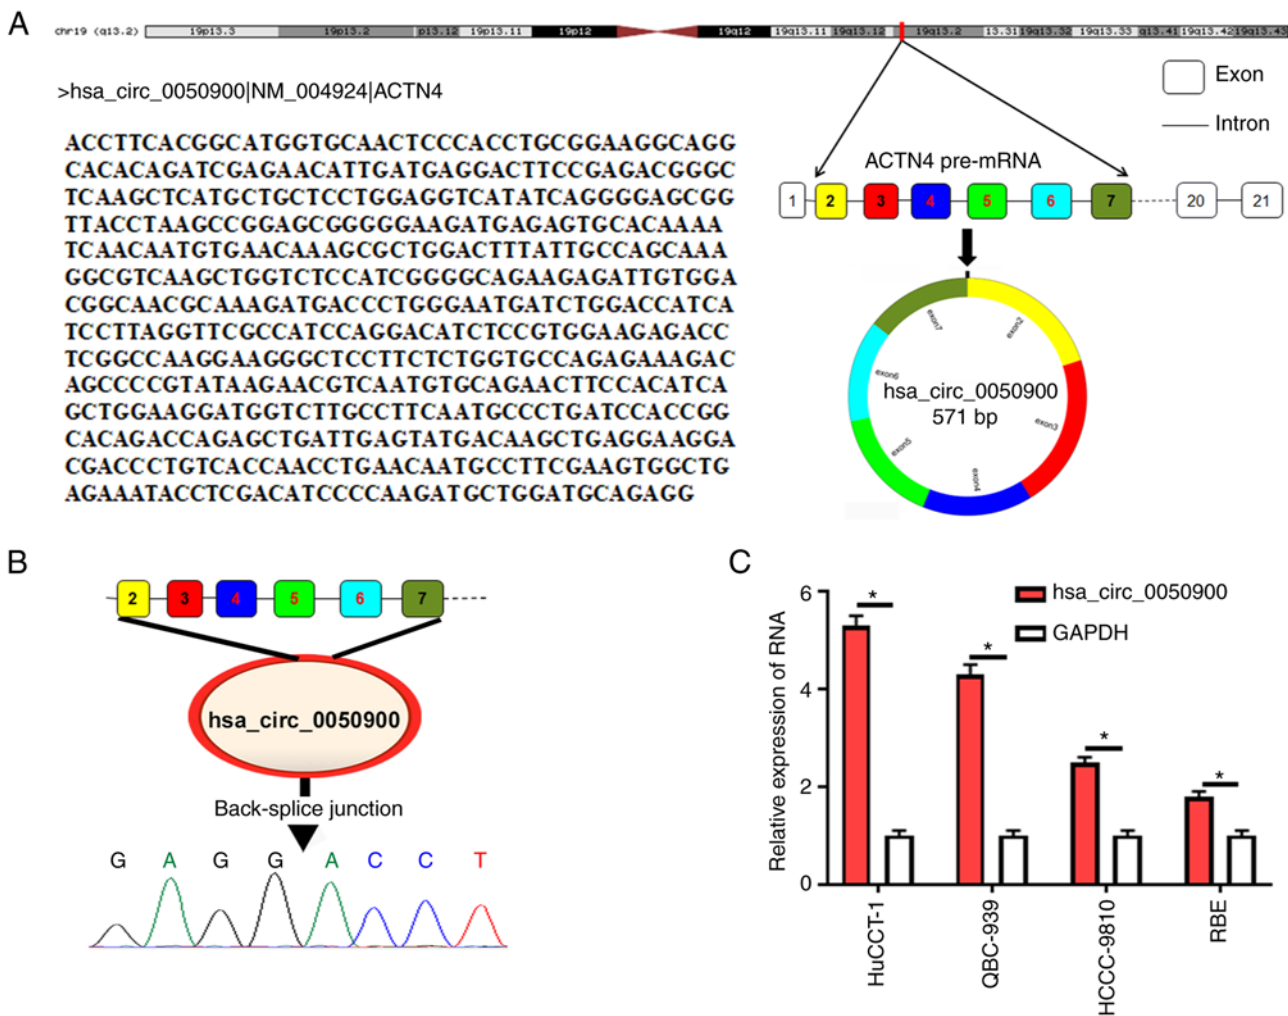 A
chr19 (q13.2)
19p13.3
19p13.2
p13.12
19p13.11
19p12
19q12
19q13.11
19q13.12
19q13.2
13.31
19q13.32
19q13.33
q13.41
19q13.42
19q13.43
>hsa_circ_0050900|NM_004924|ACTN4
ACCTTCACGGCATGGTGCAACTCCCACCTGCGGAAGGCAGG
CACACAGATCGAGAACATTGATGAGGACTTCCGAGACGGGC
TCAAGCTCATGCTGCTCCTGGAGGTCATATCAGGGGAGCGG
TTACCTAAGCCGGAGCGGGGGAAGATGAGAGTGCACAAAA
TCAACAATGTGAACAAAGCGCTGGACTTTATTGCCAGCAAA
GGCGTCAAGCTGGTCTCCATCGGGGCAGAAGAGATTGTGGA
CGGCAACGCAAAGATGACCCTGGGAATGATCTGGACCATCA
TCCTTAGGTTCGCCATCCAGGACATCTCCGTGGAAGAGACC
TCGGCCAAGGAAGGGCTCCTTCTCTGGTGCCAGAGAAAGAC
AGCCCCGTATAAGAACGTCAATGTGCAGAACTTCCACATCA
GCTGGAAGGATGGTCTTGCCTTCAATGCCCTGATCCACCGG
CACAGACCAGAGCTGATTGAGTATGACAAGCTGAGGAAGGA
CGACCCTGTCACCAACCTGAACAATGCCTTCGAAGTGGCTG
AGAAATACCTCGACATCCCCAAGATGCTGGATGCAGAGG
Exon
Intron
ACTN4 pre-mRNA
1 2 3 4 5 6 7 20 21
exon7
exon2
exon6
hsa_circ_0050900
571 bp
exon3
exon5
exon4
B
2 3 4 5 6 7
hsa_circ_0050900
Back-splice junction
G A G G A C C T
C
Relative expression of RNA
6
4
2
0
hsa_circ_0050900
GAPDH
*
*
*
*
HuCCT-1
QBC-939
HCCC-9810
RBE